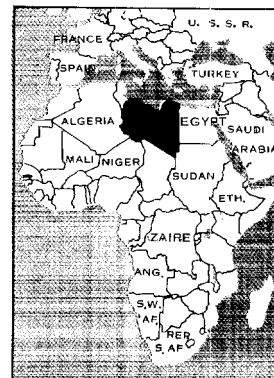 U. S. S. R.
FRANCE
SPAIN
TURKEY
ALGERIA
EGYPT
SAUDI
ARABIA
MALI
NIGER
SUDAN
ETH.
ZAIRE
ANG.
S.W.
AF.
REP.
S. AF.